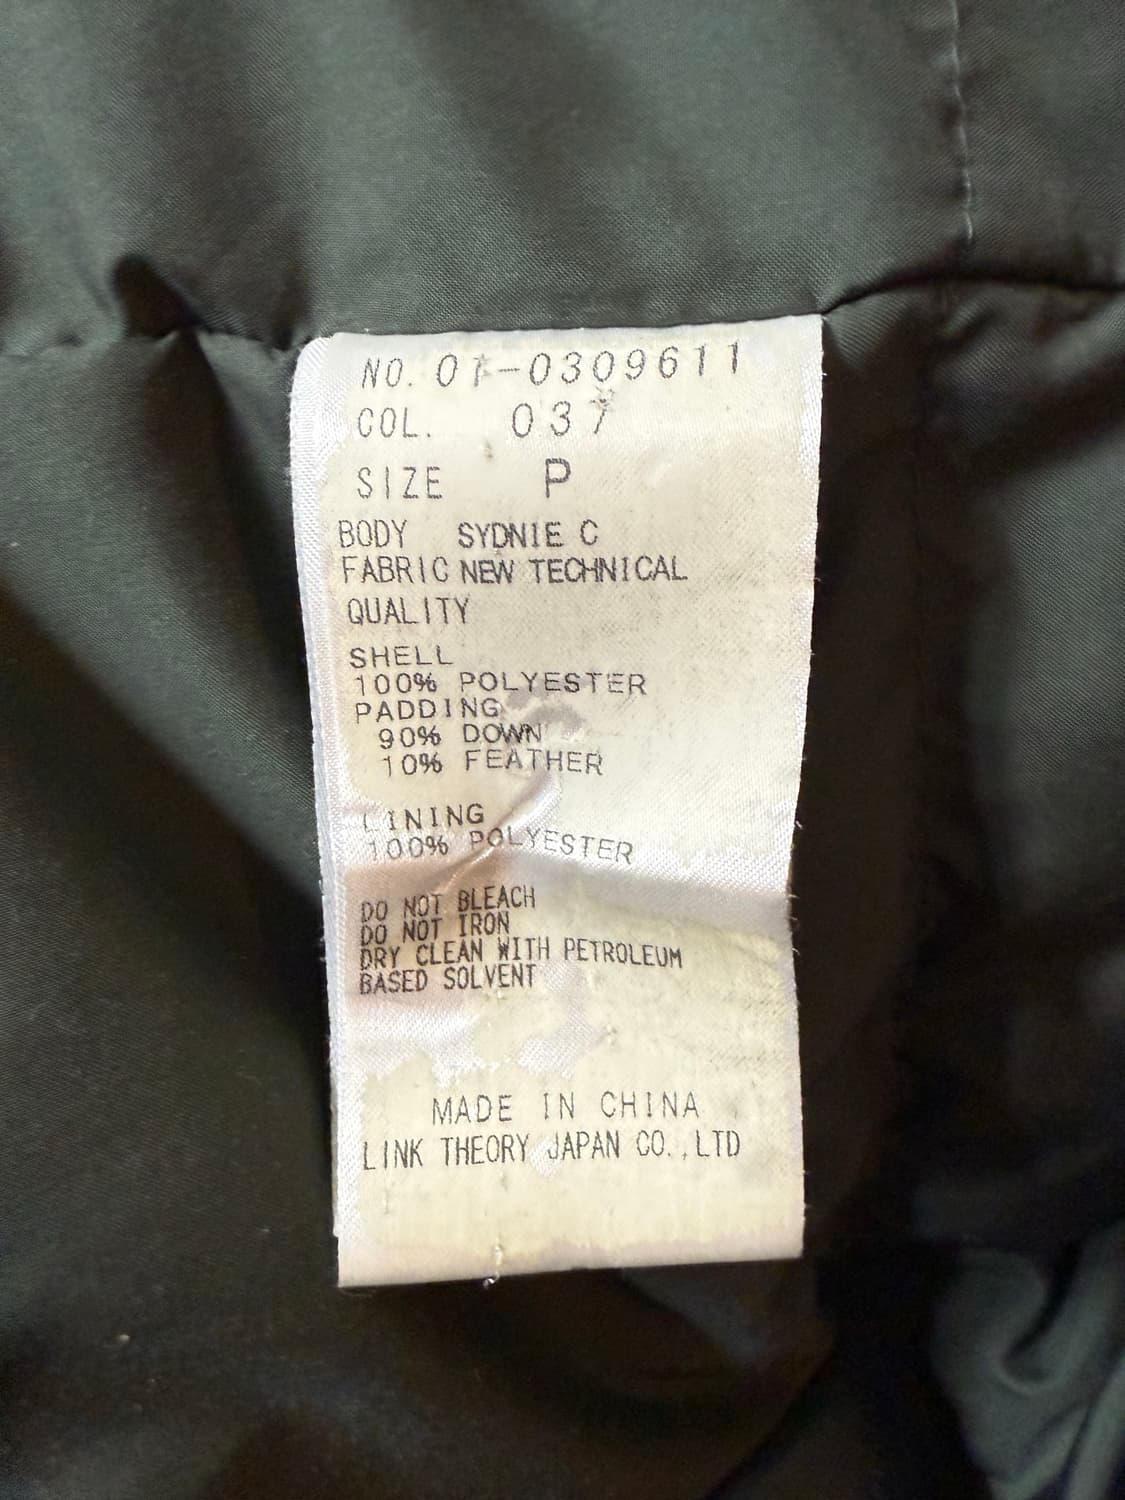 NO. 01-0309611
COL. 037
SIZE P
BODY SYDNIE C
FABRIC NEW TECHNICAL
QUALITY
SHELL
100% POLYESTER
PADDING
90% DOWN
10% FEATHER
LINING
100% POLYESTER
DO NOT BLEACH
DO NOT IRON
DRY CLEAN WITH PETROLEUM
BASED SOLVENT
MADE IN CHINA
LINK THEORY JAPAN CO.,LTD